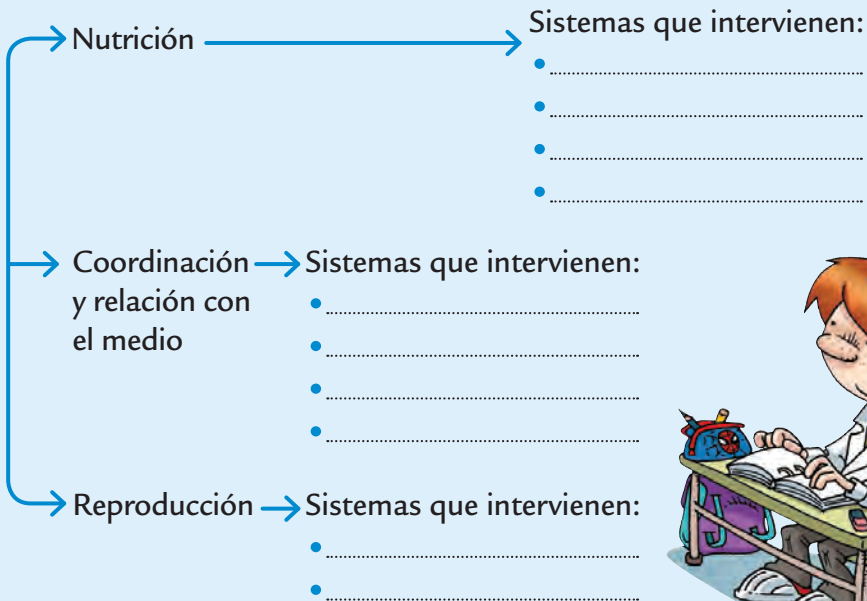 Nutrición
Sistemas que intervienen:
Coordinación
y relación con
el medio
Sistemas que intervienen:
Reproducción
Sistemas que intervienen: